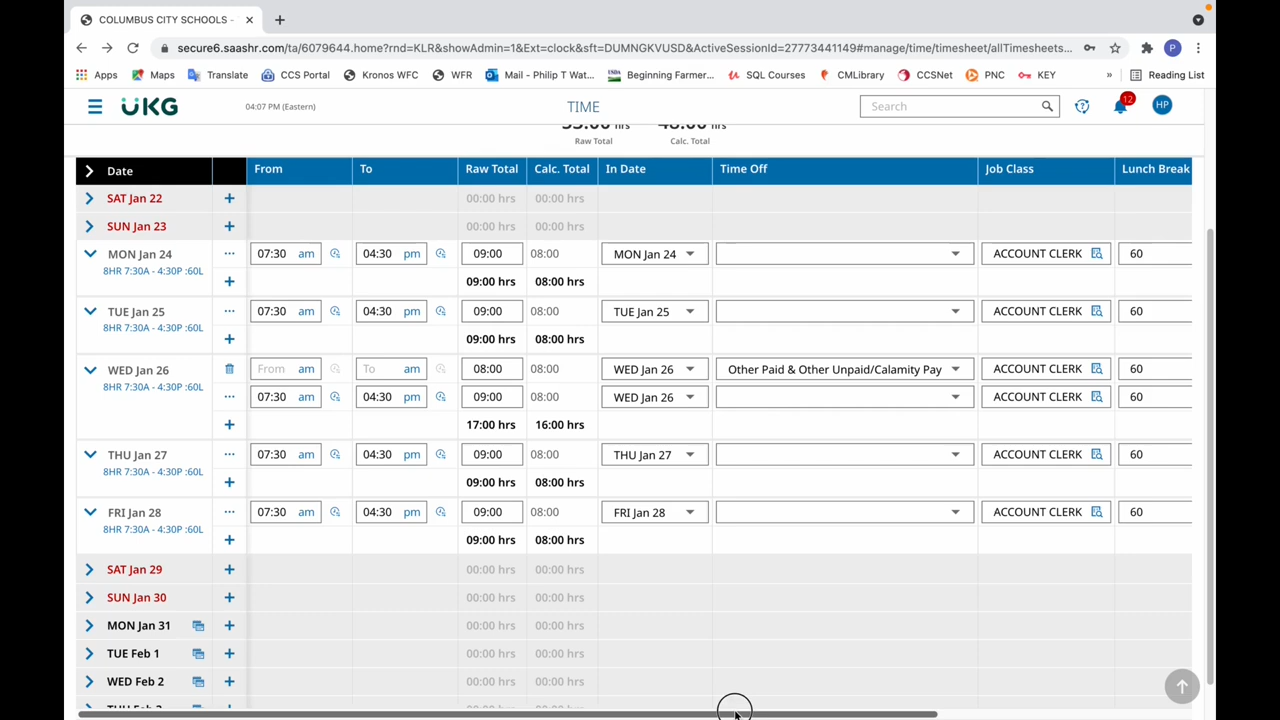 COLUMBUS CITY SCHOOLS -
secure6.saashr.com/ta/6079644.home?rnd=KLR&showAdmin=1&Ext=clock&sft=DUMNGKVUSD&ActiveSessionId=27773441149#manage/time/timesheet/allTimesheets...
P
Apps Maps Translate CCS Portal Kronos WFC WFR Mail - Philip T Wat... Beginning Farmer... SQL Courses CMLibrary CCSNet PNC KEY » Reading List
UKG 04:07 PM (Eastern) TIME Search 12 HP
53.00 hrs 48.00 hrs
Raw Total Calc. Total
Date From To Raw Total Calc. Total In Date Time Off Job Class Lunch Break
SAT Jan 22 + 00:00 hrs 00:00 hrs
SUN Jan 23 + 00:00 hrs 00:00 hrs
MON Jan 24 ... 07:30 am 04:30 pm 09:00 08:00 MON Jan 24 ACCOUNT CLERK 60
8HR 7:30A - 4:30P :60L
+ 09:00 hrs 08:00 hrs
TUE Jan 25 ... 07:30 am 04:30 pm 09:00 08:00 TUE Jan 25 ACCOUNT CLERK 60
8HR 7:30A - 4:30P :60L
+ 09:00 hrs 08:00 hrs
WED Jan 26 From am To am 08:00 08:00 WED Jan 26 Other Paid & Other Unpaid/Calamity Pay ACCOUNT CLERK 60
8HR 7:30A - 4:30P :60L
... 07:30 am 04:30 pm 09:00 08:00 WED Jan 26 ACCOUNT CLERK 60
+ 17:00 hrs 16:00 hrs
THU Jan 27 ... 07:30 am 04:30 pm 09:00 08:00 THU Jan 27 ACCOUNT CLERK 60
8HR 7:30A - 4:30P :60L
+ 09:00 hrs 08:00 hrs
FRI Jan 28 ... 07:30 am 04:30 pm 09:00 08:00 FRI Jan 28 ACCOUNT CLERK 60
8HR 7:30A - 4:30P :60L
+ 09:00 hrs 08:00 hrs
SAT Jan 29 + 00:00 hrs 00:00 hrs
SUN Jan 30 + 00:00 hrs 00:00 hrs
MON Jan 31 + 00:00 hrs 00:00 hrs
TUE Feb 1 + 00:00 hrs 00:00 hrs
WED Feb 2 + 00:00 hrs 00:00 hrs